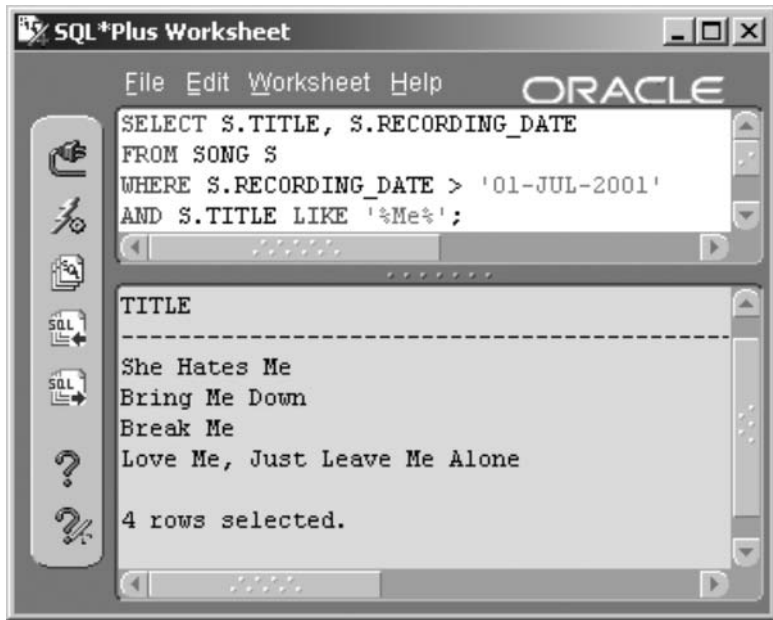 SQL*Plus Worksheet
File Edit Worksheet Help
ORACLE
SELECT S.TITLE, S.RECORDING_DATE
FROM SONG S
WHERE S.RECORDING_DATE > '01-JUL-2001'
AND S.TITLE LIKE '%Me%';
TITLE
--------------------------------------------------
She Hates Me
Bring Me Down
Break Me
Love Me, Just Leave Me Alone
4 rows selected.
SQL
SQL